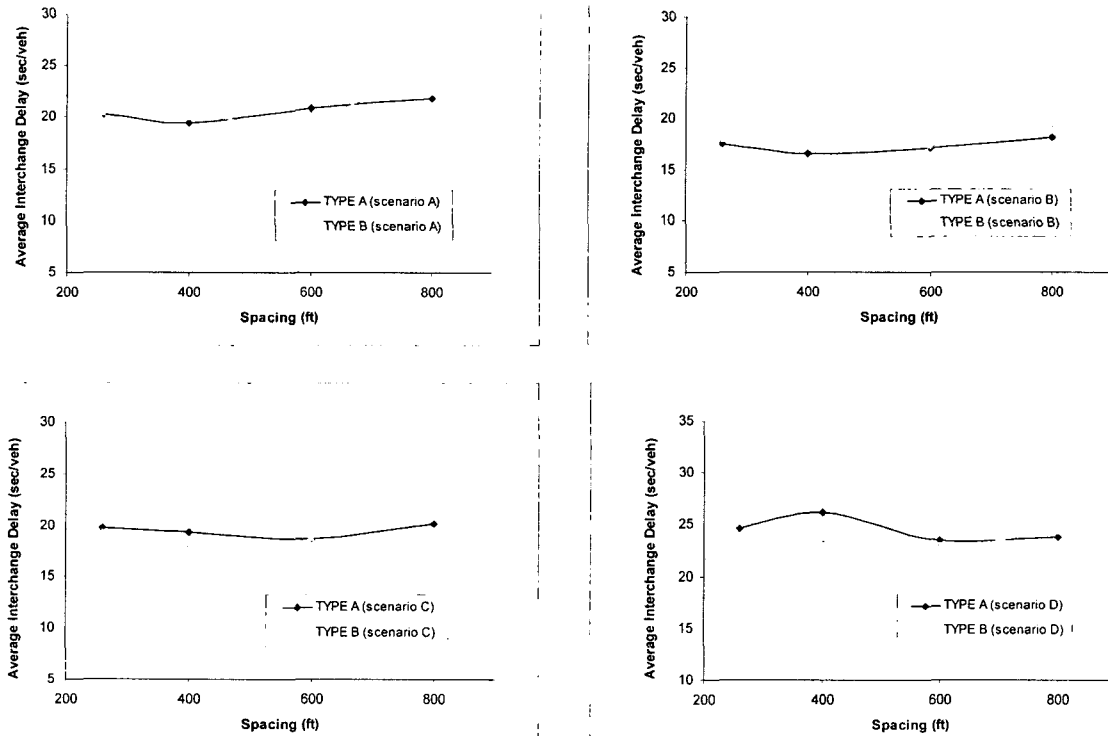 Average Interchange Delay (sec/veh)
30
25
20
15
10
5
TYPE A (scenario A)
TYPE B (scenario A)
200
400
600
800
Spacing (ft)
Average Interchange Delay (sec/veh)
30
25
20
15
10
5
TYPE A (scenario B)
TYPE B (scenario B)
200
400
600
800
Spacing (ft)
Average Interchange Delay (sec/veh)
30
25
20
15
10
5
TYPE A (scenario C)
TYPE B (scenario C)
200
400
600
800
Spacing (ft)
Average Interchange Delay (sec/veh)
35
30
25
20
15
10
TYPE A (scenario D)
TYPE B (scenario D)
200
400
600
800
Spacing (ft)